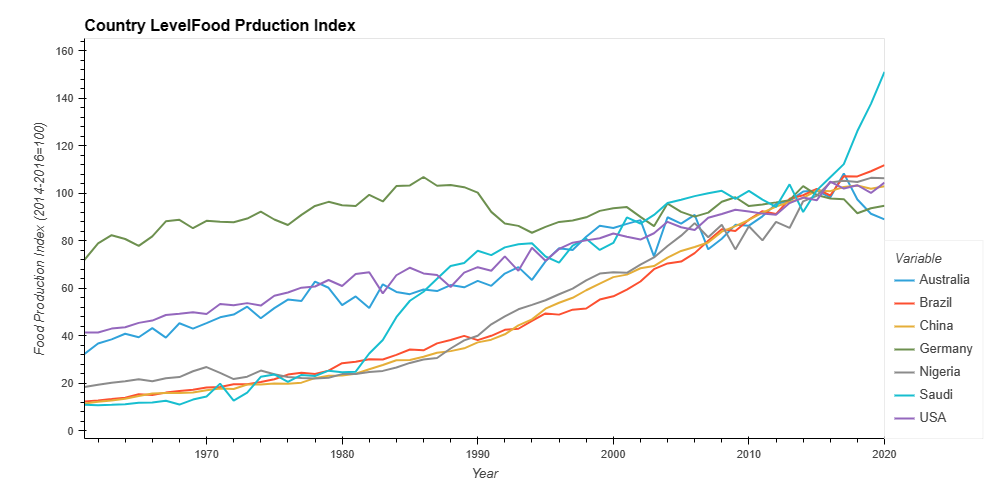 Country LevelFood Prduction Index
Food Production Index (2014-2016=100)
160
140
120
100
80
60
40
20
0
1970
1980
1990
2000
2010
2020
Year
Variable
Australia
Brazil
China
Germany
Nigeria
Saudi
USA